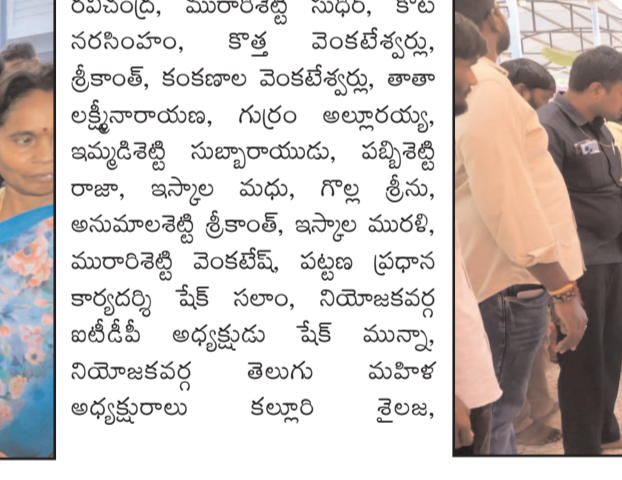 రవిచంద్ర, మురారిశెట్టి సుధీర్, కోట
నరసింహం, కొత్త వెంకటేశ్వర్లు,
శ్రీకాంత్, కంకణాల వెంకటేశ్వర్లు, తాతా
లక్ష్మీనారాయణ, గుర్రం అల్లూరయ్య,
ఇమ్మడిశెట్టి సుబ్బారాయుడు, పబ్బిశెట్టి
రాజా, ఇస్కాల మధు, గొల్ల శ్రీను,
అనుమాలశెట్టి శ్రీకాంత్, ఇస్కాల మురళి,
మురారిశెట్టి వెంకటేష్, పట్టణ ప్రధాన
కార్యదర్శి షేక్ సలాం, నియోజకవర్గ
ఐటీడీపీ అధ్యక్షుడు షేక్ మున్నా,
నియోజకవర్గ తెలుగు మహిళ
అధ్యక్షురాలు కల్లూరి శైలజ,